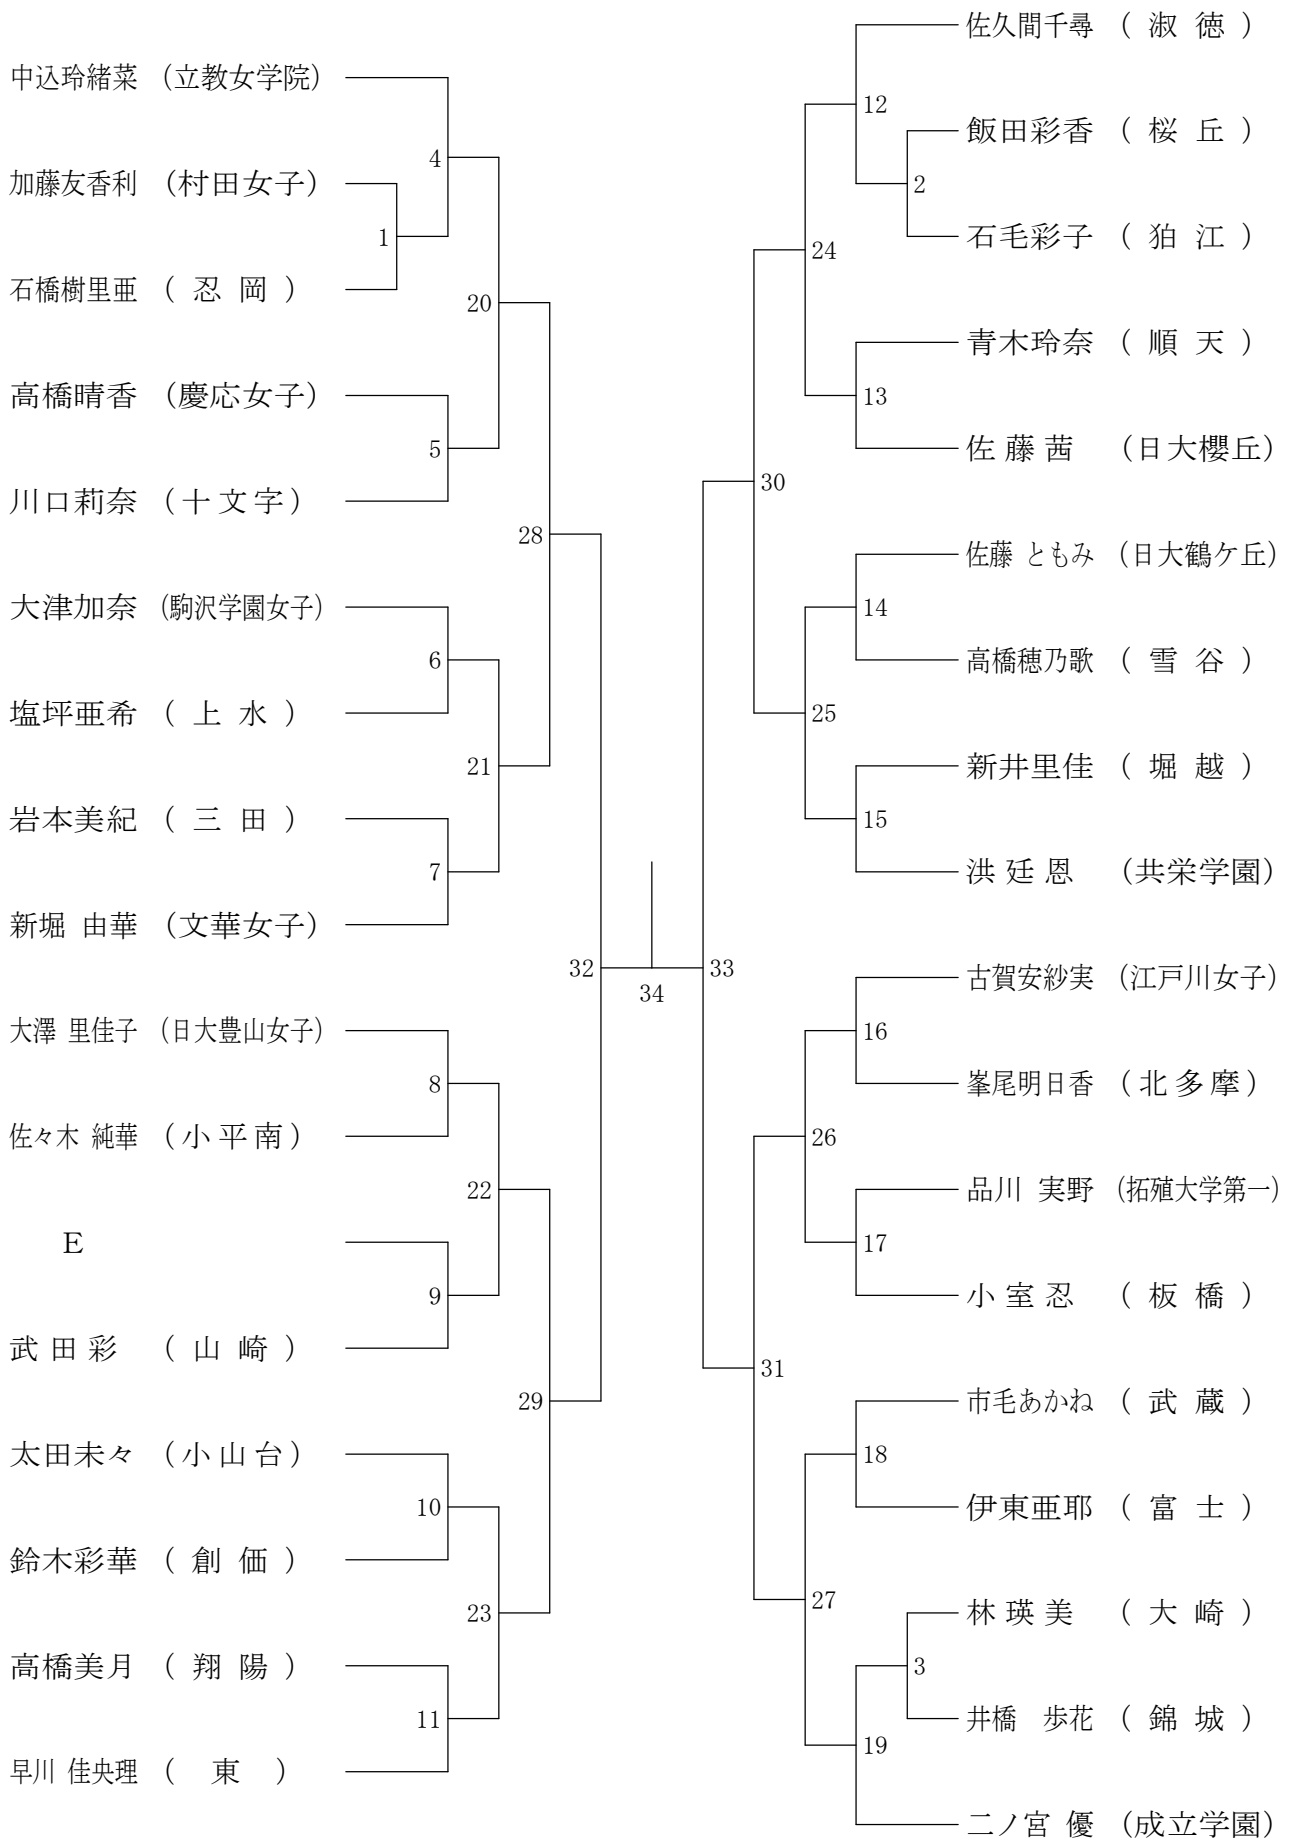 中込玲緒菜 (立教女学院)
加藤友香利 (村田女子)
石橋樹里亜 ( 忍 岡 )
高橋晴香 (慶応女子)
川口莉奈 (十文字)
大津加奈 (駒沢学園女子)
塩坪亜希 ( 上 水 )
岩本美紀 ( 三 田 )
新堀 由華 (文華女子)
大澤 里佳子 (日大豊山女子)
佐々木 純華 (小平南)
E
武田彩 ( 山 崎 )
太田未々 (小山台)
鈴木彩華 ( 創 価 )
高橋美月 ( 翔 陽 )
早川 佳央理 ( 東 )
1
4
5
6
7
8
9
10
11
20
21
22
23
28
29
32
34
33
30
31
24
25
26
27
12
13
14
15
16
17
18
19
2
3
佐久間千尋 ( 淑 徳 )
飯田彩香 ( 桜 丘 )
石毛彩子 ( 狛 江 )
青木玲奈 ( 順 天 )
佐藤茜 (日大櫻丘)
佐藤 ともみ (日大鶴ケ丘)
高橋穂乃歌 ( 雪 谷 )
新井里佳 ( 堀 越 )
洪廷恩 (共栄学園)
古賀安紗実 (江戸川女子)
峯尾明日香 (北多摩)
品川 実野 (拓殖大学第一)
小室忍 ( 板 橋 )
市毛あかね ( 武 蔵 )
伊東亜耶 ( 富 士 )
林瑛美 ( 大 崎 )
井橋 歩花 ( 錦 城 )
二ノ宮 優 (成立学園)